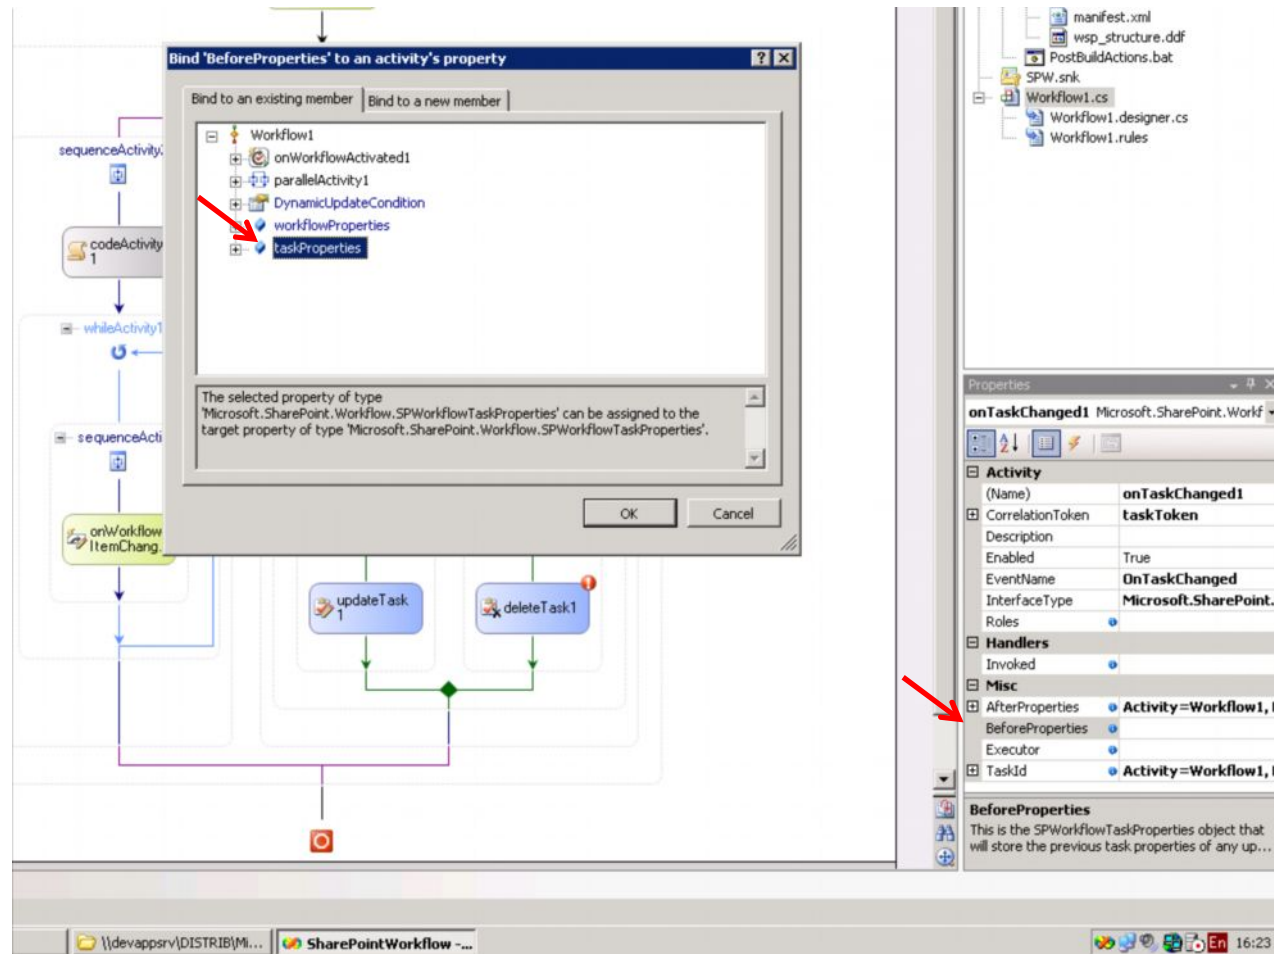 Bind 'BeforeProperties' to an activity's property
Bind to an existing member
Bind to a new member
Workflow1
onWorkflowActivated1
parallelActivity1
DynamicUpdateCondition
workflowProperties
taskProperties
The selected property of type
'Microsoft.SharePoint.Workflow.SPWorkflowTaskProperties' can be assigned to the
target property of type 'Microsoft.SharePoint.Workflow.SPWorkflowTaskProperties'.
OK
Cancel
sequenceActivity
codeActivity
1
whileActivity1
sequenceActi
onWorkflow
ItemChang.
updateTask
1
deleteTask1
manifest.xml
wsp_structure.ddf
PostBuildActions.bat
SPW.snk
Workflow1.cs
Workflow1.designer.cs
Workflow1.rules
Properties
onTaskChanged1 Microsoft.SharePoint.Workf
Activity
(Name) onTaskChanged1
CorrelationToken taskToken
Description
Enabled True
EventName OnTaskChanged
InterfaceType Microsoft.SharePoint.
Roles
Handlers
Invoked
Misc
AfterProperties Activity=Workflow1,
BeforeProperties
Executor
TaskId Activity=Workflow1,
BeforeProperties
This is the SPWorkflowTaskProperties object that
will store the previous task properties of any up...
\\devappsrv\DISTRIB\Mi...
SharePointWorkflow -...
En 16:23